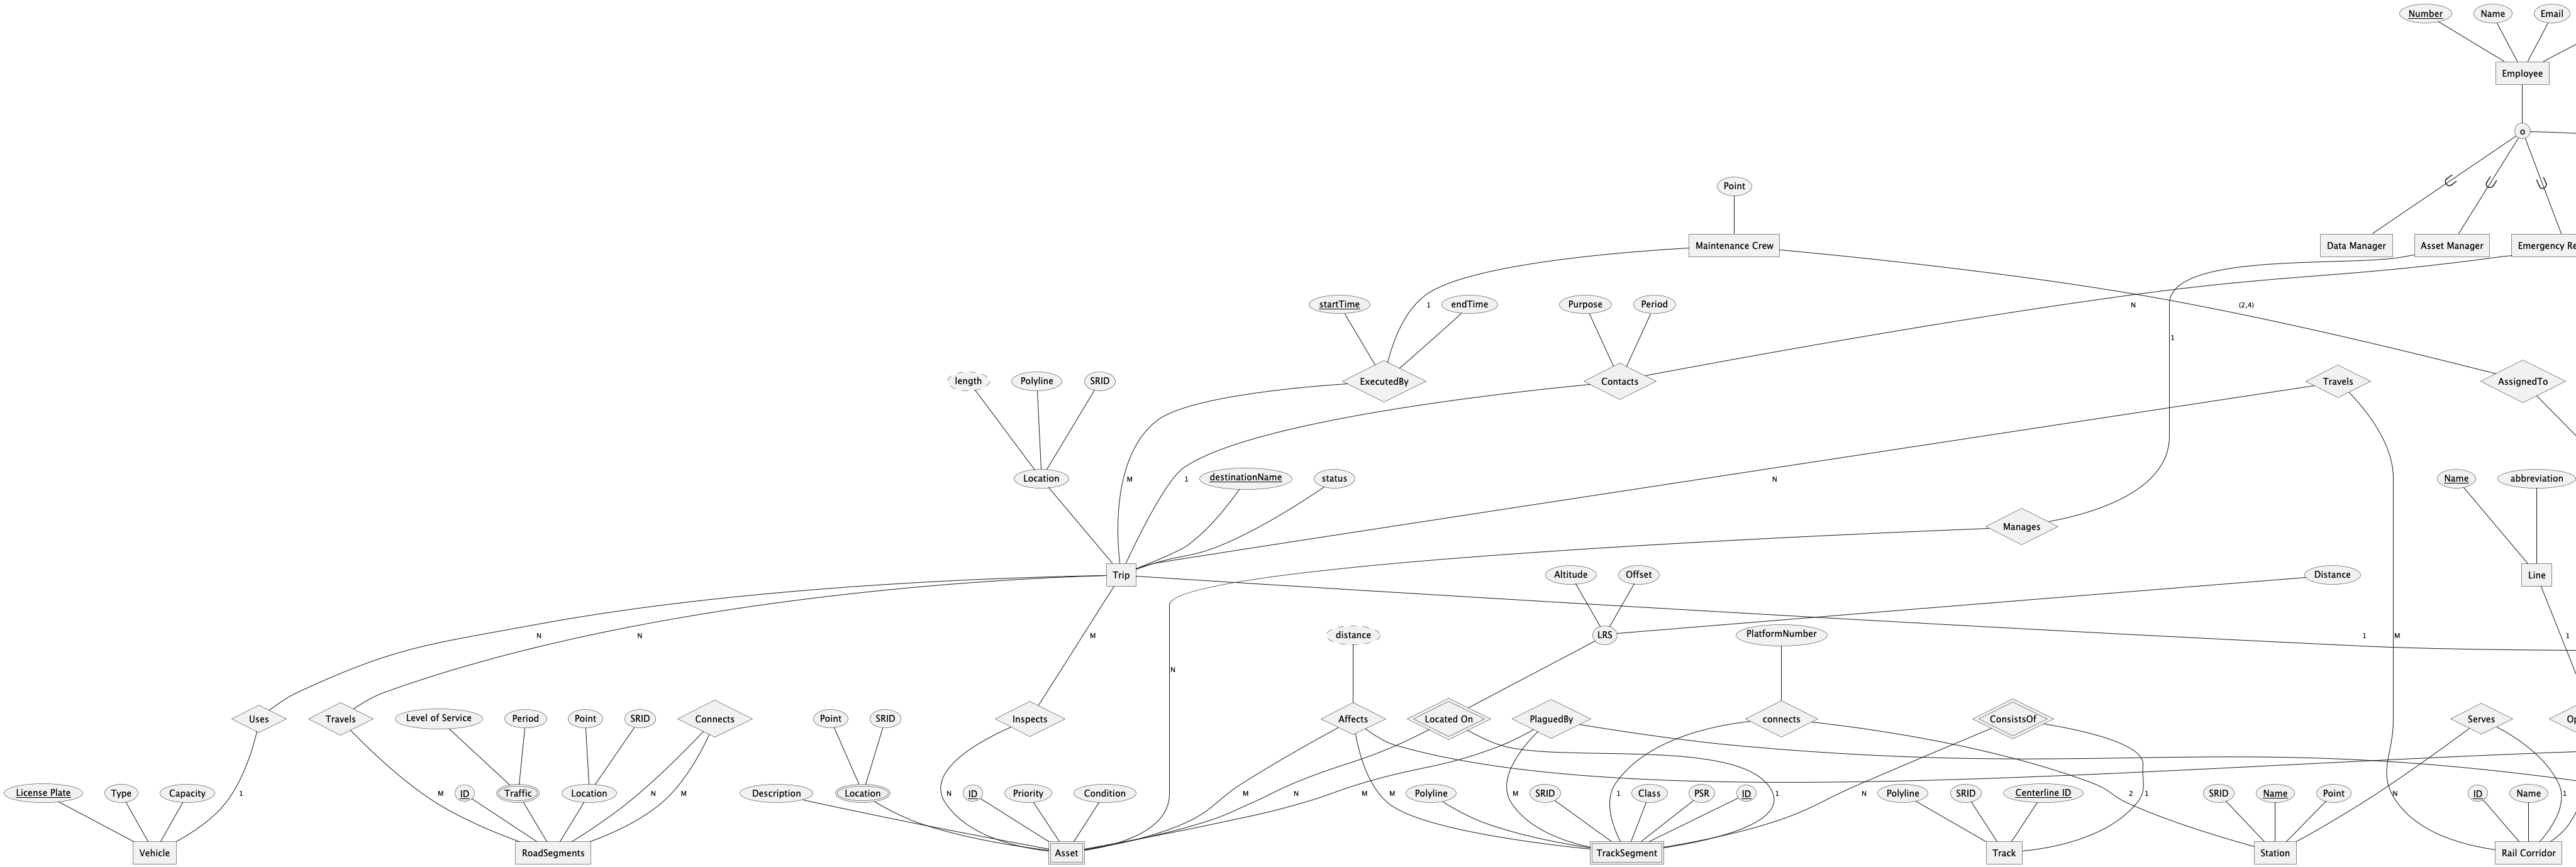 Number
Name
Email
Employee
o
Point
Maintenance Crew
Data Manager
Asset Manager
Emergency Re
startTime
1
endTime
Purpose
Period
N
(2,4)
1
length
Polyline
SRID
ExecutedBy
Contacts
Travels
AssignedTo
Location
M
1
destinationName
status
N
Name
abbreviation
Manages
Trip
Altitude
Offset
Distance
Line
N
N
M
distance
LRS
PlatformNumber
1
M
1
N
Uses
Travels
Level of Service
Period
Point
SRID
Connects
Point
SRID
Inspects
Affects
Located On
PlaguedBy
connects
ConsistsOf
Serves
Op
License Plate
Type
Capacity
1
M
ID
Traffic
Location
N
M
Description
Location
N
ID
Priority
Condition
M
N
M
M
Polyline
M
SRID
1
Class
PSR
ID
1
N
Polyline
SRID
Centerline ID
2
1
SRID
Name
Point
N
ID
Name
1
Vehicle
RoadSegments
Asset
TrackSegment
Track
Station
Rail Corridor